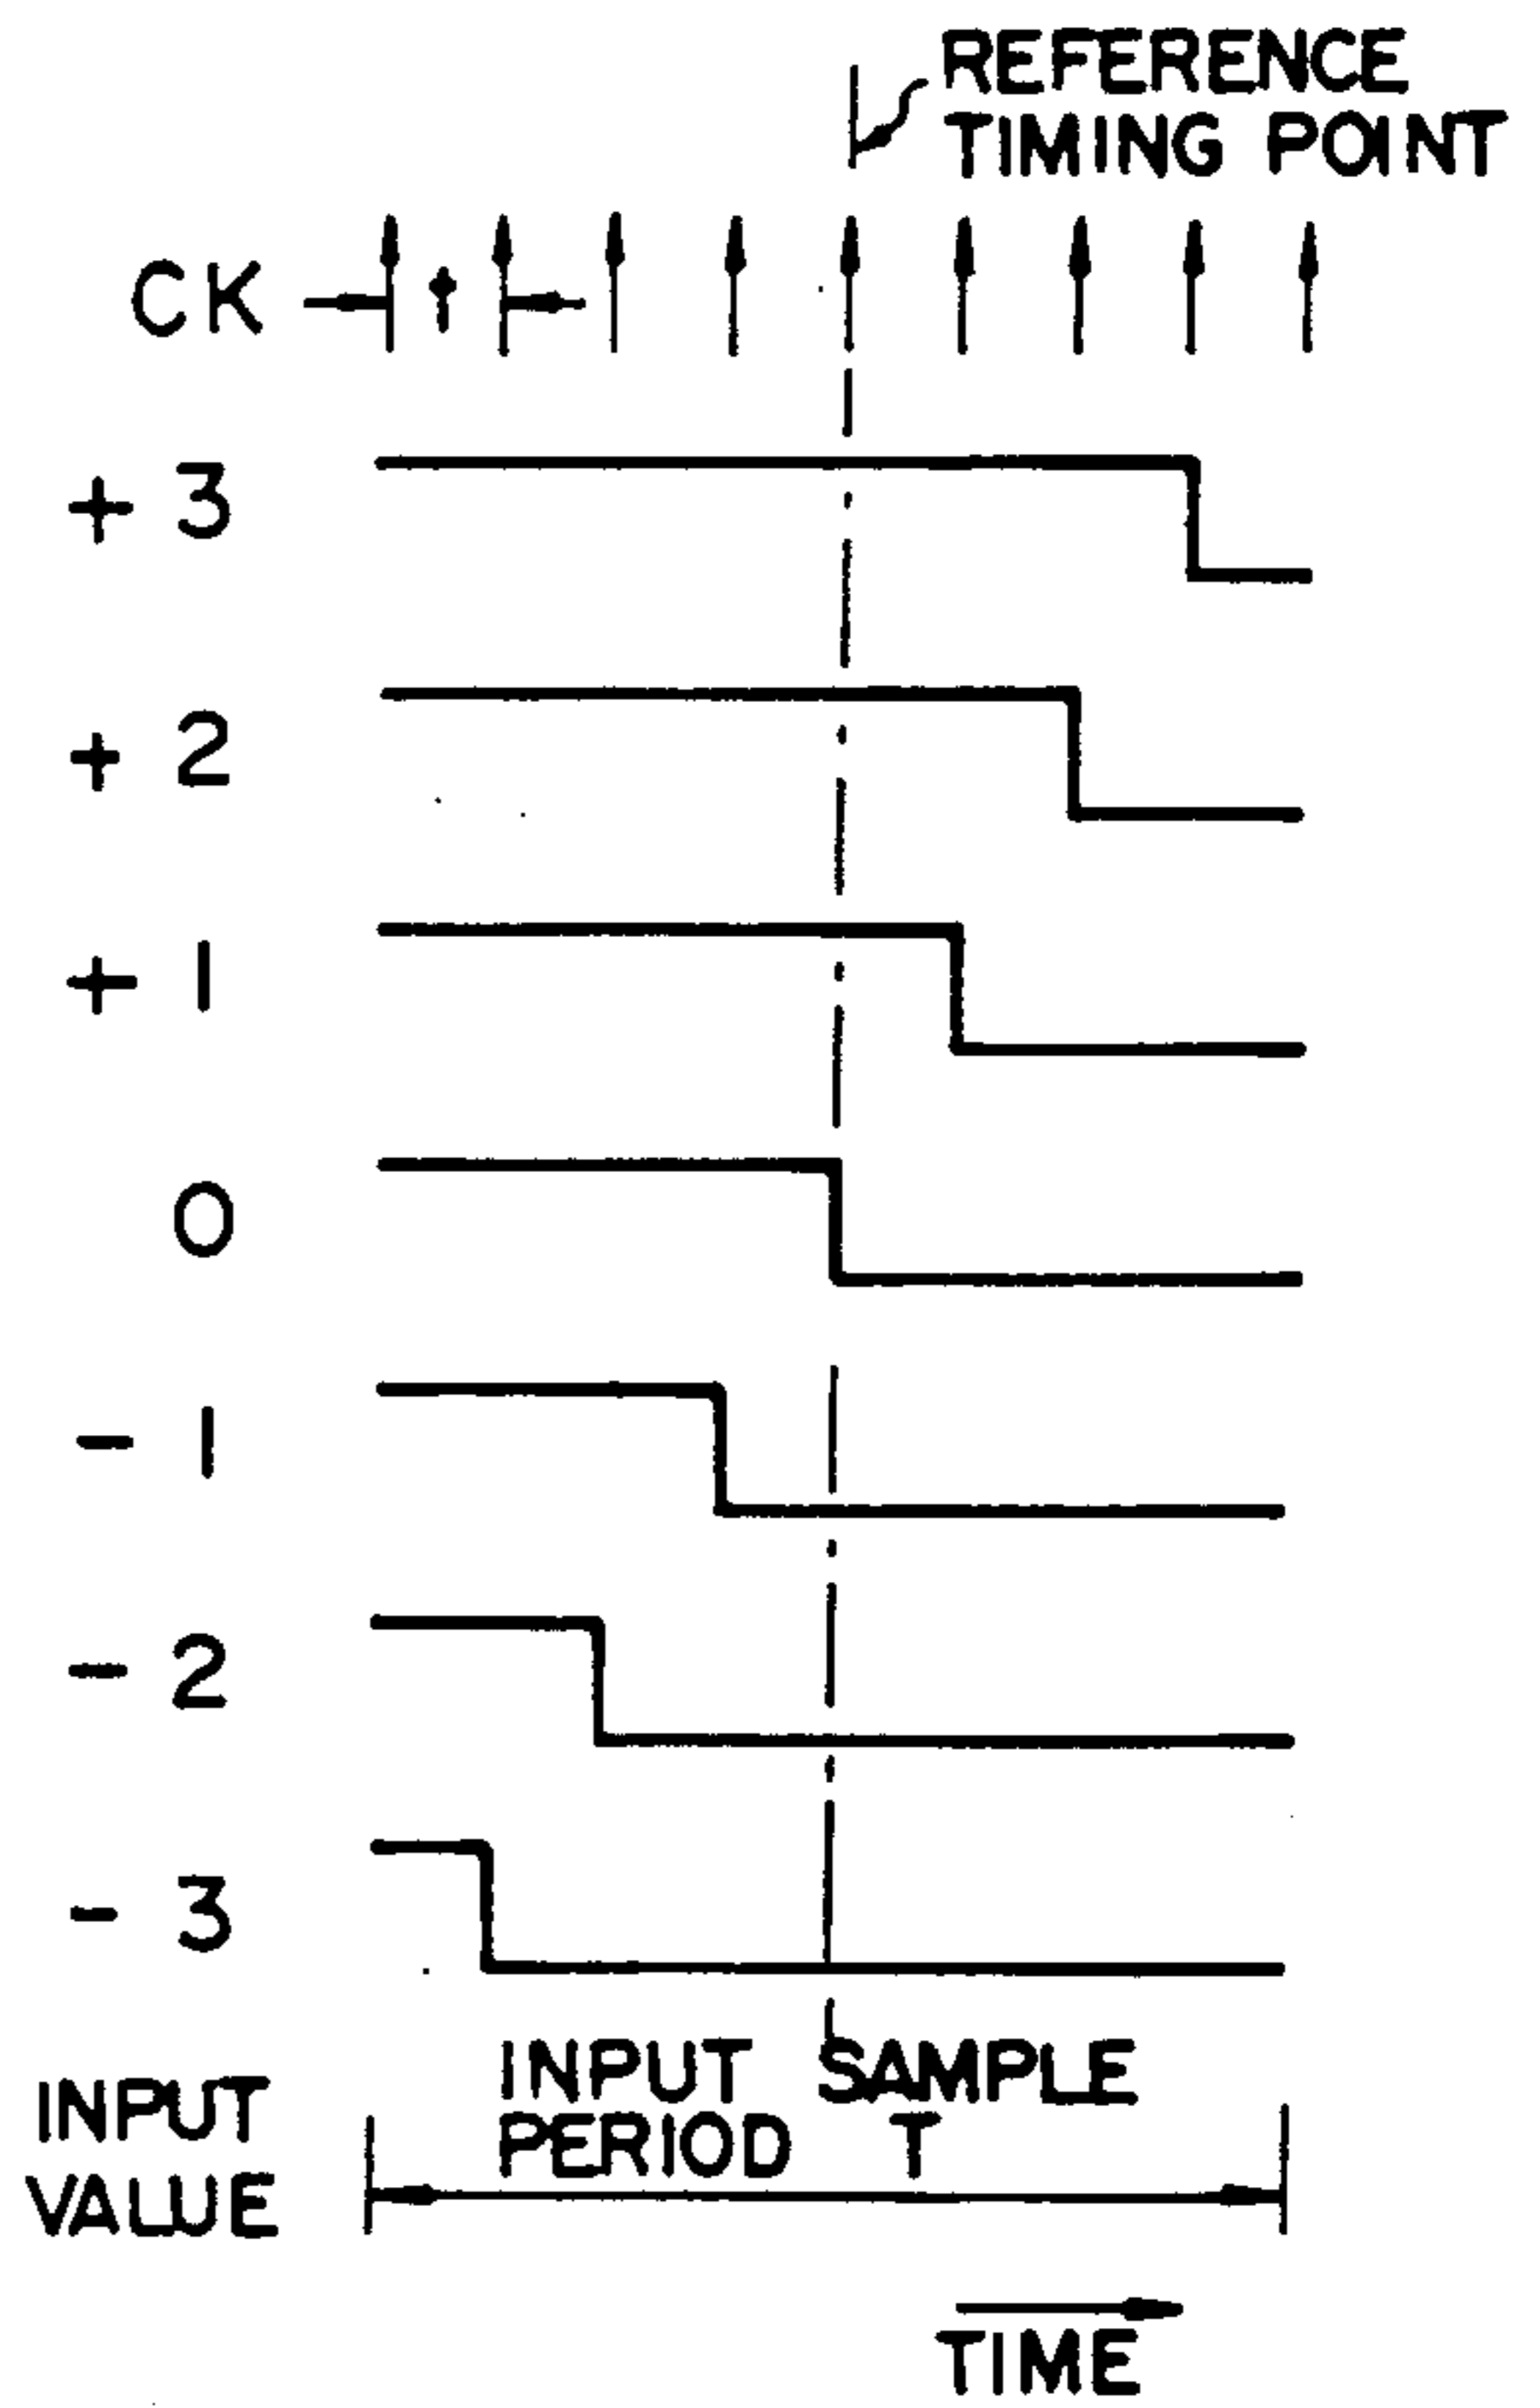 REFERENCE
TIMING POINT
CK
t
+ 3
+ 2
+ 1
0
- 1
- 2
- 3
INPUT
VALUE
INPUT SAMPLE
PERIOD T
TIME